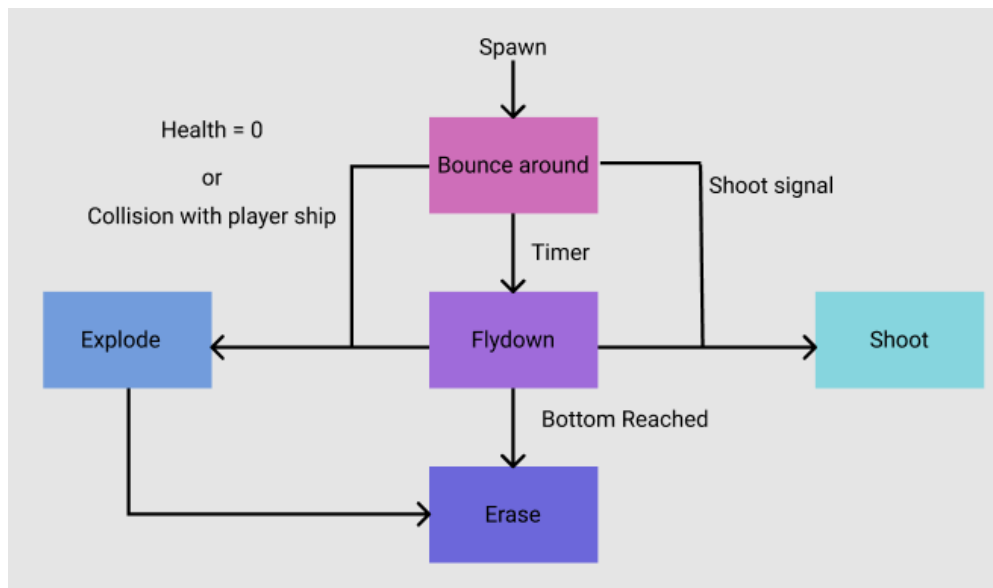 Spawn
Health = 0
or
Collision with player ship
Bounce around
Shoot signal
Timer
Explode
Flydown
Shoot
Bottom Reached
Erase